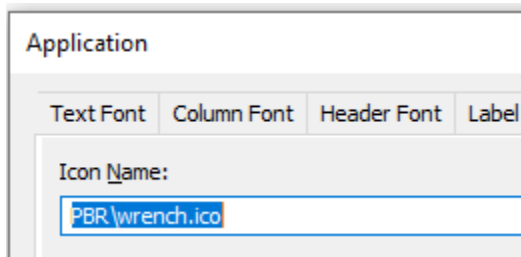 Application
Text Font Column Font Header Font Label
Icon Name:
PBR\wrench.ico